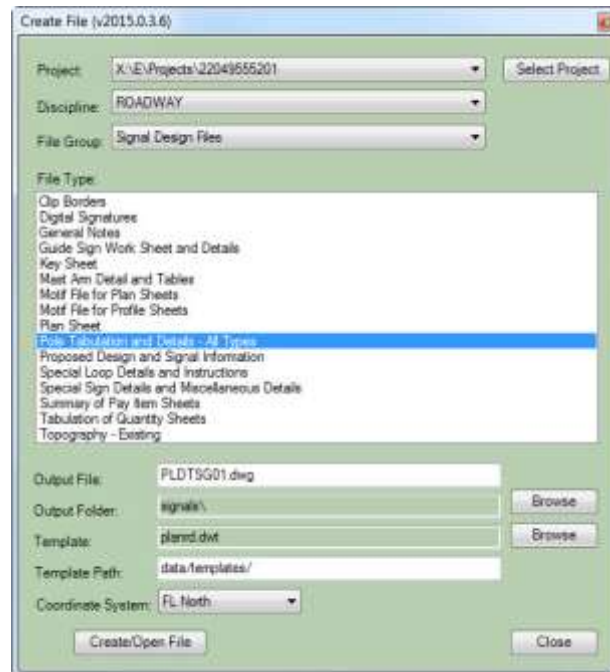 Create File (v2015.0.3.6)
Project: X:\E\Projects\22049555201 Select Project
Discipline: ROADWAY
File Group: Signal Design Files
File Type:
Clip Borders
Digital Signatures
General Notes
Guide Sign Work Sheet and Details
Key Sheet
Mast Arm Detail and Tables
Motif File for Plan Sheets
Motif File for Profile Sheets
Plan Sheet
Pole Tabulation and Details - All Types
Proposed Design and Signal Information
Special Loop Details and Instructions
Special Sign Details and Miscellaneous Details
Summary of Pay Item Sheets
Tabulation of Quantity Sheets
Topography - Existing
Output File: PLDTSG01.dwg
Output Folder: signals\ Browse
Template: planrd.dwt Browse
Template Path: data/templates/
Coordinate System: FL North
Create/Open File Close